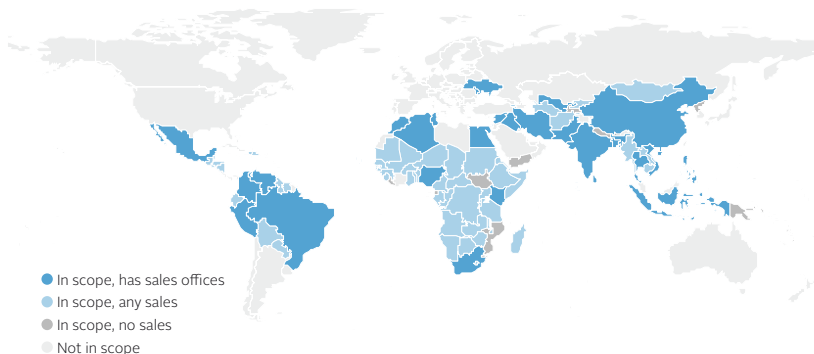 In scope, has sales offices
In scope, any sales
In scope, no sales
Not in scope